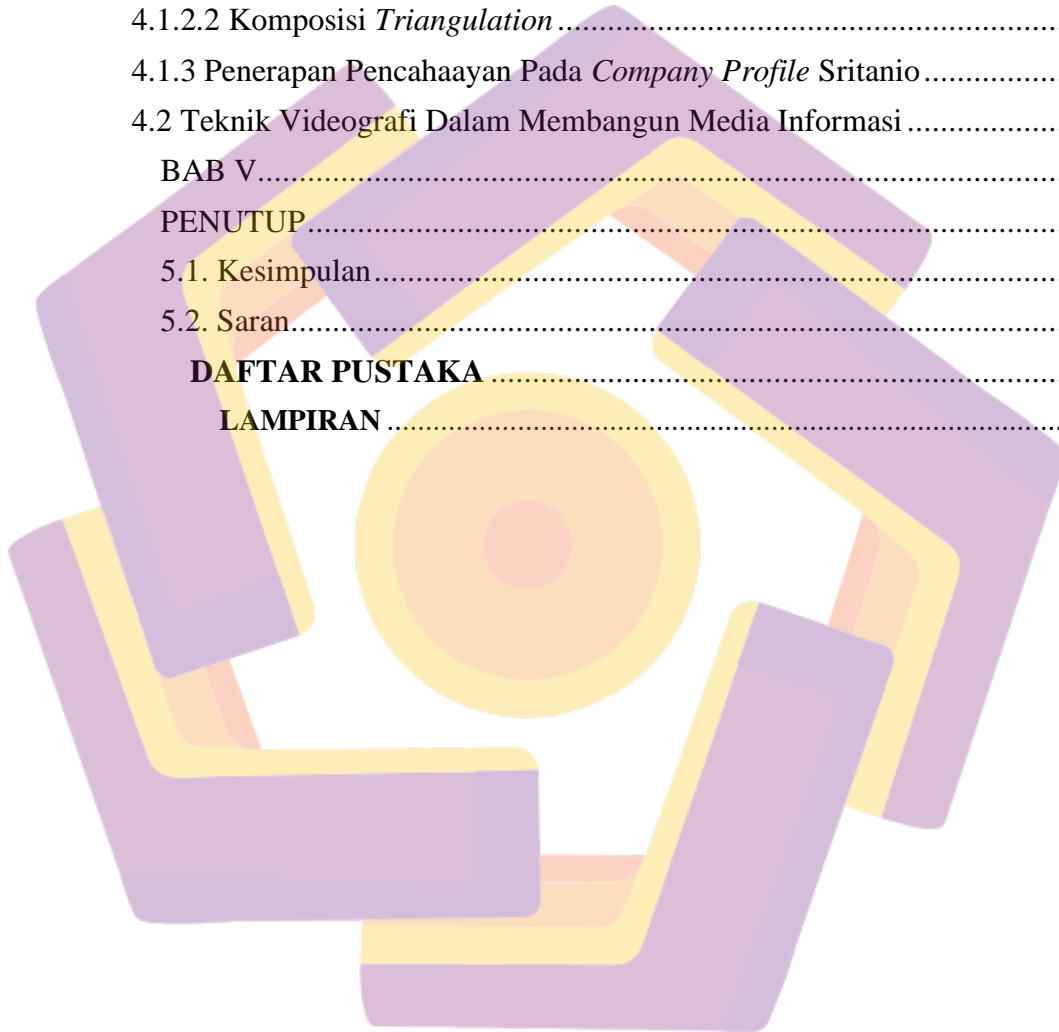 4.1.2.2 Komposisi Triangulation......................................................................
4.1.3 Penerapan Pencahaayan Pada Company Profile Sritanio..................
4.2 Teknik Videografi Dalam Membangun Media Informasi....................
BAB V.......................................................................................................
PENUTUP.................................................................................................
5.1. Kesimpulan.........................................................................................
5.2. Saran...................................................................................................
DAFTAR PUSTAKA.........................................................................
LAMPIRAN......................................................................................